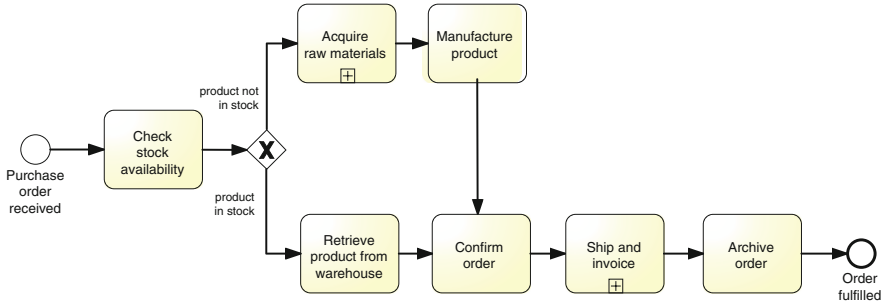 Purchase
order
received
Check
stock
availability
product not
in stock
product
in stock
Acquire
raw materials
Manufacture
product
Retrieve
product from
warehouse
Confirm
order
Ship and
invoice
Archive
order
Order
fulfilled